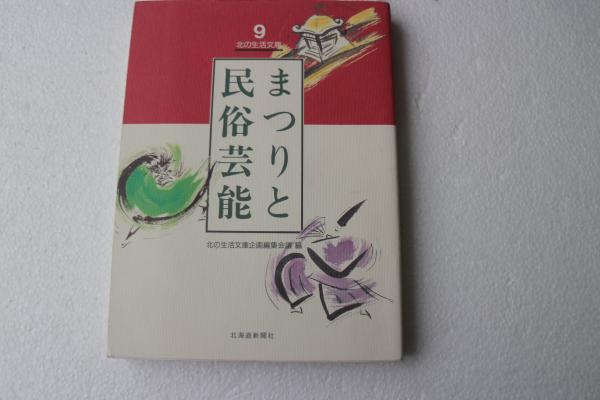 9
北の生活文庫
まつりと
民俗芸能
北の生活文庫企画編集会議 編
北海道新聞社